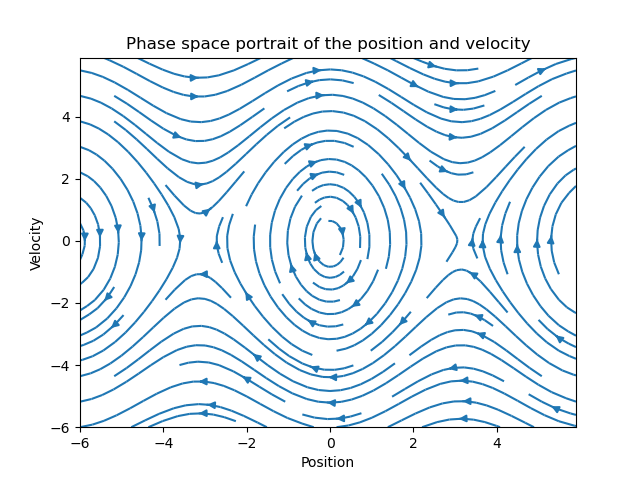 Phase space portrait of the position and velocity
Velocity
4
2
0
−2
−4
−6
−6 −4 −2 0 2 4
Position